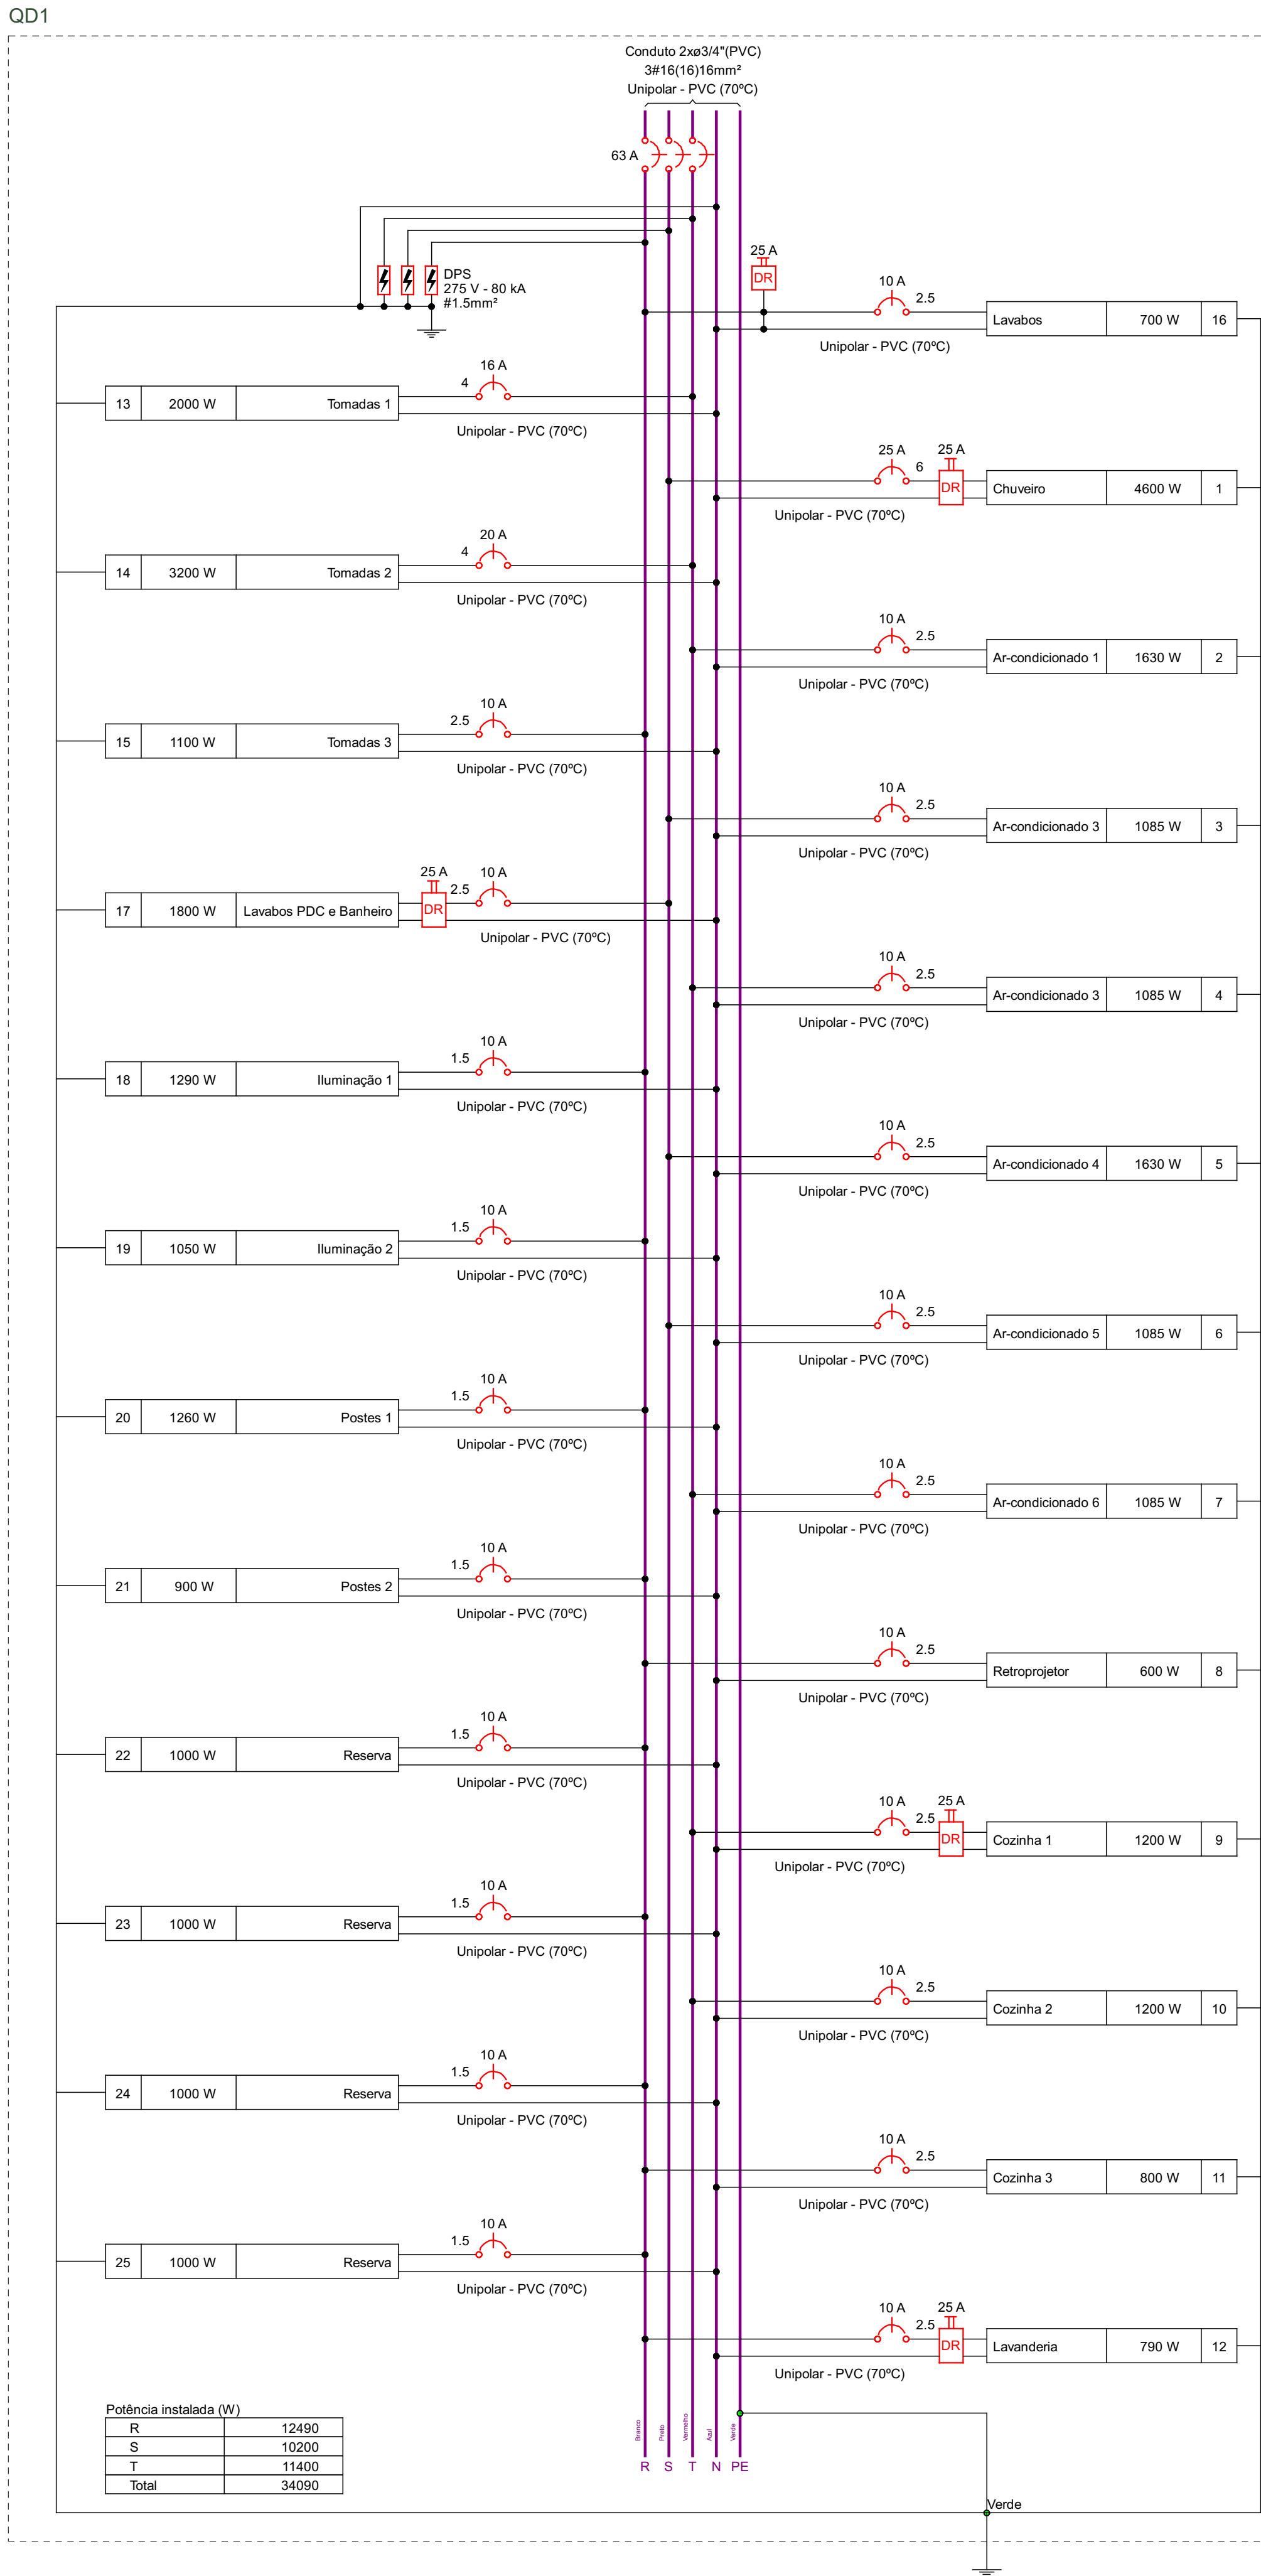 QD1
Conduto 2xø3/4"(PVC)
3#16(16)16mm²
Unipolar - PVC (70ºC)
63 A
DPS
275 V - 80 kA
#1.5mm²
25 A
DR
10 A
2.5
Lavabos 700 W 16
Unipolar - PVC (70ºC)
16 A
4
13 2000 W Tomadas 1
Unipolar - PVC (70ºC)
25 A
6
25 A
DR
Chuveiro 4600 W 1
Unipolar - PVC (70ºC)
20 A
4
14 3200 W Tomadas 2
Unipolar - PVC (70ºC)
10 A
2.5
Ar-condicionado 1 1630 W 2
Unipolar - PVC (70ºC)
10 A
2.5
15 1100 W Tomadas 3
Unipolar - PVC (70ºC)
10 A
2.5
Ar-condicionado 3 1085 W 3
Unipolar - PVC (70ºC)
25 A
DR
2.5
10 A
17 1800 W Lavabos PDC e Banheiro
Unipolar - PVC (70ºC)
10 A
2.5
Ar-condicionado 3 1085 W 4
Unipolar - PVC (70ºC)
10 A
1.5
18 1290 W Iluminação 1
Unipolar - PVC (70ºC)
10 A
2.5
Ar-condicionado 4 1630 W 5
Unipolar - PVC (70ºC)
10 A
1.5
19 1050 W Iluminação 2
Unipolar - PVC (70ºC)
10 A
2.5
Ar-condicionado 5 1085 W 6
Unipolar - PVC (70ºC)
10 A
1.5
20 1260 W Postes 1
Unipolar - PVC (70ºC)
10 A
2.5
Ar-condicionado 6 1085 W 7
Unipolar - PVC (70ºC)
10 A
1.5
21 900 W Postes 2
Unipolar - PVC (70ºC)
10 A
2.5
Retroprojetor 600 W 8
Unipolar - PVC (70ºC)
10 A
1.5
22 1000 W Reserva
Unipolar - PVC (70ºC)
10 A
2.5
25 A
DR
Cozinha 1 1200 W 9
Unipolar - PVC (70ºC)
10 A
1.5
23 1000 W Reserva
Unipolar - PVC (70ºC)
10 A
2.5
Cozinha 2 1200 W 10
Unipolar - PVC (70ºC)
10 A
1.5
24 1000 W Reserva
Unipolar - PVC (70ºC)
10 A
2.5
Cozinha 3 800 W 11
Unipolar - PVC (70ºC)
10 A
1.5
25 1000 W Reserva
Unipolar - PVC (70ºC)
10 A
2.5
25 A
DR
Lavanderia 790 W 12
Unipolar - PVC (70ºC)
Potência instalada (W)
R 12490
S 10200
T 11400
Total 34090
Branco
Preto
Vermelho
Azul
Verde
R S T N PE
Verde